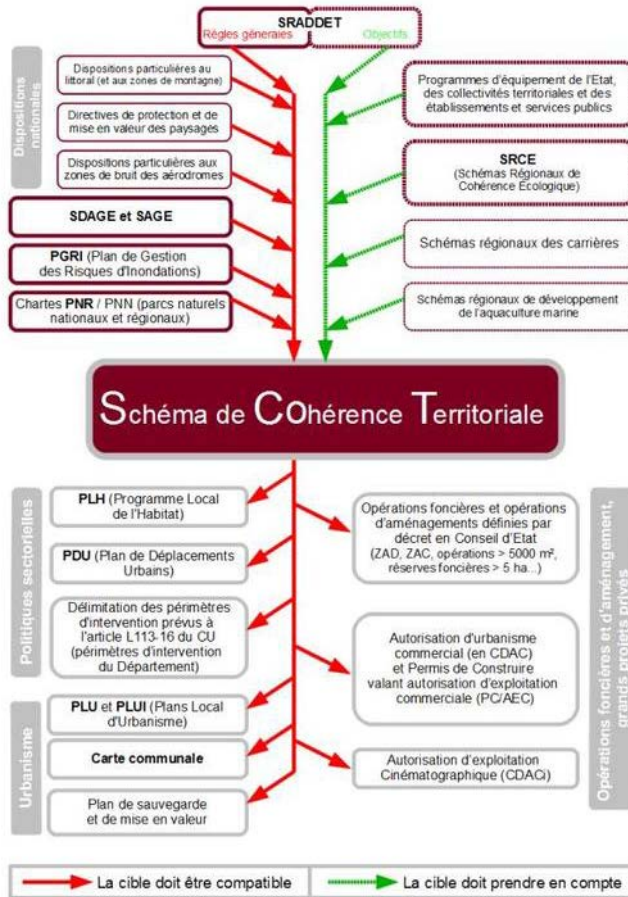 SRADDET
Règles générales
Objectifs
Dispositions
nationales
Dispositions particulières au
littoral (et aux zones de montagne)
Directives de protection et de
mise en valeur des paysages
Dispositions particulières aux
zones de bruit des aérodromes
SDAGE et SAGE
PGRI (Plan de Gestion
des Risques d'Inondations)
Chartes PNR / PNN (parcs naturels
nationaux et régionaux)
Programmes d'équipement de l'Etat,
des collectivités territoriales et des
établissements et services publics
SRCE
(Schémas Régionaux de
Cohérence Ecologique)
Schémas régionaux des carrières
Schémas régionaux de développement
de l'aquaculture marine
Schéma de COhérence Territoriale
Politiques sectorielles
PLH (Programme Local
de l'Habitat)
PDU (Plan de Déplacements
Urbains)
Délimitation des périmètres
d'intervention prévus à
l'article L113-16 du CU
(périmètres d'intervention
du Département)
Urbanisme
PLU et PLUI (Plans Local
d'Urbanisme)
Carte communale
Plan de sauvegarde
et de mise en valeur
Opérations foncières et opérations
d'aménagements définies par
décret en Conseil d'Etat
(ZAD, ZAC, opérations > 5000 m²,
réserves foncières > 5 ha...)
Autorisation d'urbanisme
commercial (en CDAC)
et Permis de Construire
valant autorisation d'exploitation
commerciale (PC/AEC)
Autorisation d'exploitation
Cinématographique (CDACi)
Opérations foncières et d'aménagement,
grands projets privés
La cible doit être compatible
La cible doit prendre en compte